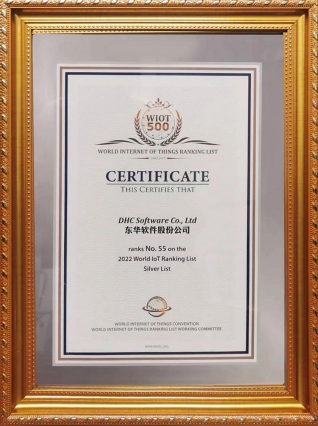 WIOT
500
WORLD INTERNET OF THINGS RANKING LIST
CERTIFICATE
THIS CERTIFIES THAT
DHC Software Co., Ltd
东华软件股份公司
ranks No. 55 on the
2022 World IoT Ranking List
Silver List
WORLD INTERNET OF THINGS CONVENTION
WORLD INTERNET OF THINGS RANKING LIST WORKING COMMITTEE